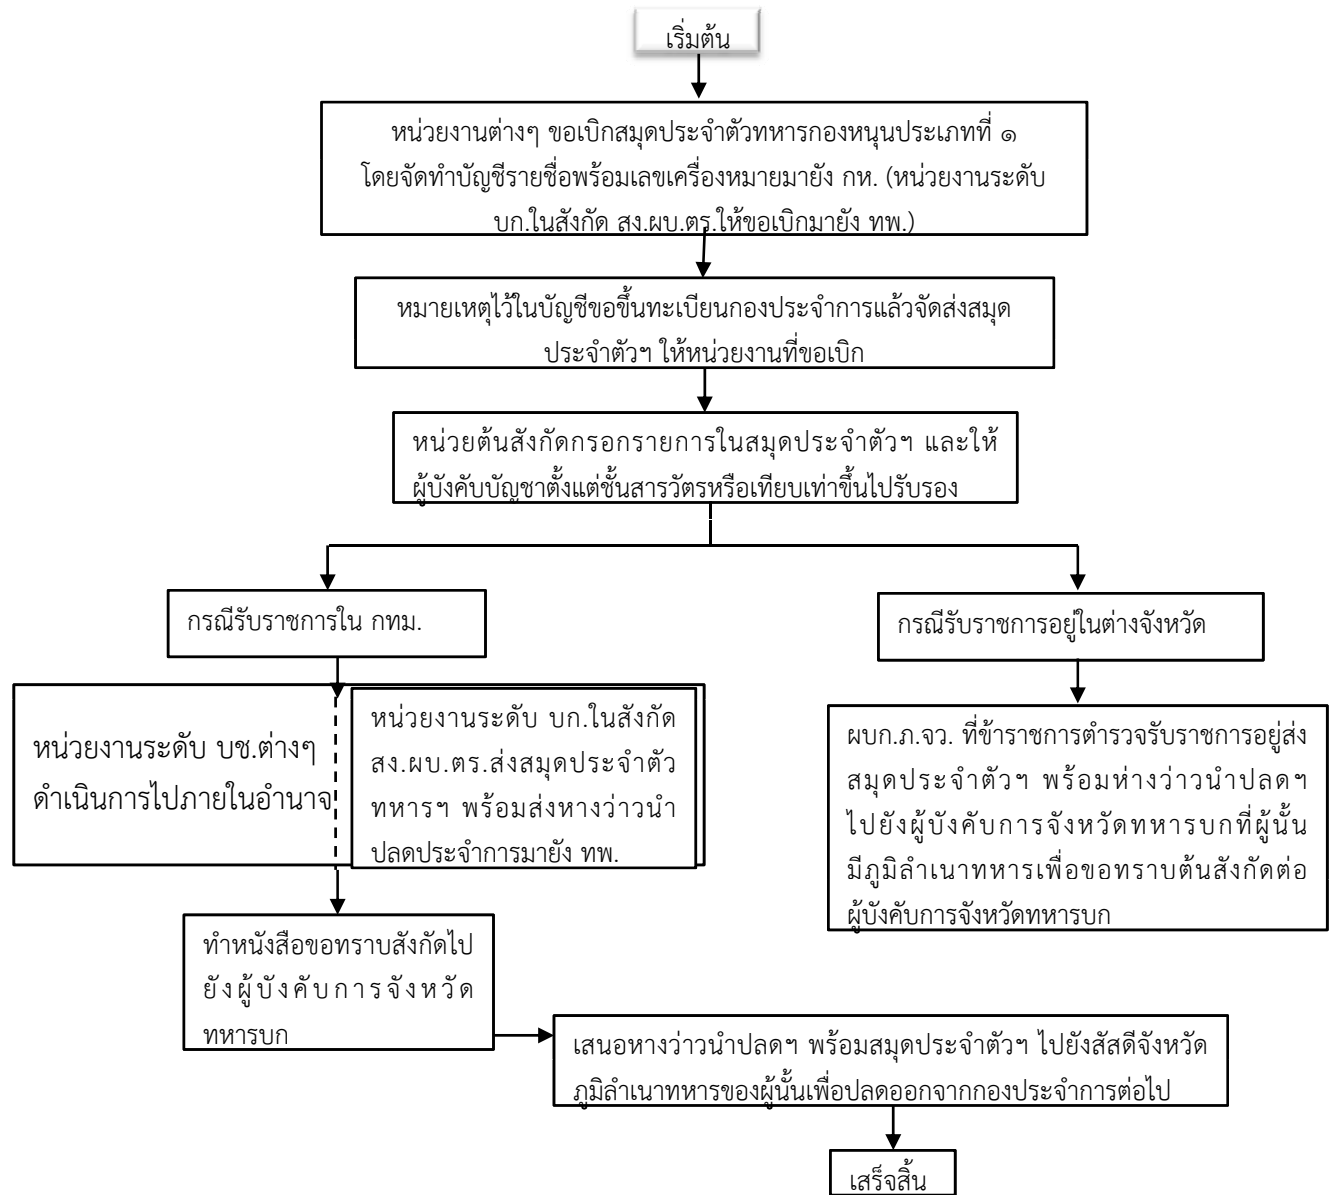 เริ่มต้น
หน่วยงานต่างๆ ขอเบิกสมุดประจำตัวทหารกองหนุนประเภทที่ ๑
โดยจัดทำบัญชีรายชื่อพร้อมเลขเครื่องหมายมายัง กห. (หน่วยงานระดับ
บก.ในสังกัด สง.ผบ.ตร.ให้ขอเบิกมายัง ทพ.)
หมายเหตุไว้ในบัญชีขอขึ้นทะเบียนกองประจำการแล้วจัดส่งสมุด
ประจำตัวฯ ให้หน่วยงานที่ขอเบิก
หน่วยต้นสังกัดกรอกรายการในสมุดประจำตัวฯ และให้
ผู้บังคับบัญชาตั้งแต่ชั้นสารวัตรหรือเทียบเท่าขึ้นไปรับรอง
กรณีรับราชการใน กทม.
กรณีรับราชการอยู่ในต่างจังหวัด
หน่วยงานระดับ บช.ต่างๆ
ดำเนินการไปภายในอำนาจ
หน่วยงานระดับ บก.ในสังกัด
สง.ผบ.ตร.ส่งสมุดประจำตัว
ทหารฯ พร้อมส่งหางว่าวนำ
ปลดประจำการมายัง ทพ.
ผบก.ภ.จว. ที่ข้าราชการตำรวจรับราชการอยู่ส่ง
สมุดประจำตัวฯ พร้อมห่างว่าวนำปลดฯ
ไปยังผู้บังคับการจังหวัดทหารบกที่ผู้นั้น
มีภูมิลำเนาทหารเพื่อขอทราบต้นสังกัดต่อ
ผู้บังคับการจังหวัดทหารบก
ทำหนังสือขอทราบสังกัดไป
ยังผู้บังคับการจังหวัด
ทหารบก
เสนอหางว่าวนำปลดฯ พร้อมสมุดประจำตัวฯ ไปยังสัสดีจังหวัด
ภูมิลำเนาทหารของผู้นั้นเพื่อปลดออกจากกองประจำการต่อไป
เสร็จสิ้น